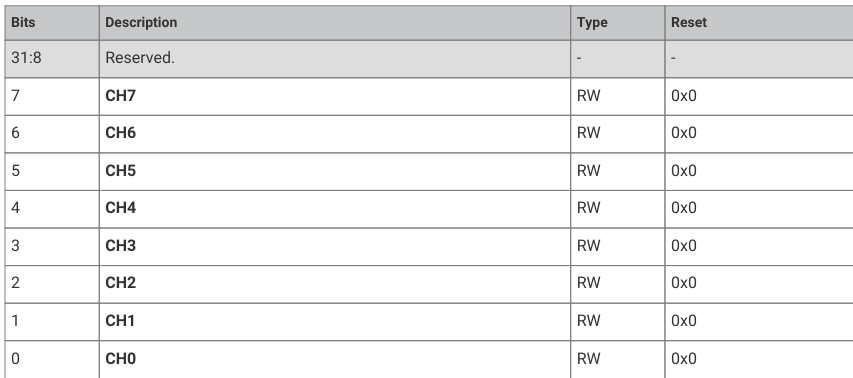 Bits Description Type Reset
31:8 Reserved. - -
7 CH7 RW 0x0
6 CH6 RW 0x0
5 CH5 RW 0x0
4 CH4 RW 0x0
3 CH3 RW 0x0
2 CH2 RW 0x0
1 CH1 RW 0x0
0 CH0 RW 0x0